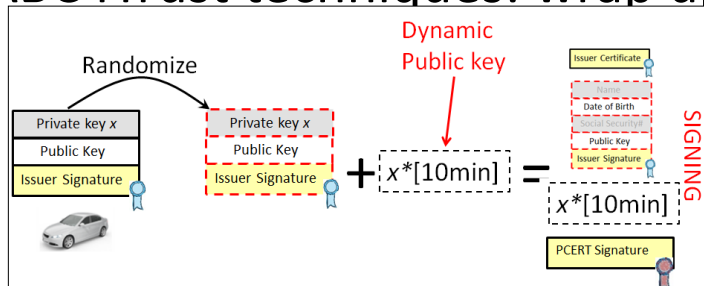 Dynamic
Public key
Randomize
Private key x
Public Key
Issuer Signature
Private key x
Public Key
Issuer Signature
+
x*[10min]
=
Issuer Certificate
Name
Date of Birth
Social Security#
Public Key
Issuer Signature
x*[10min]
PCERT Signature
SIGNING